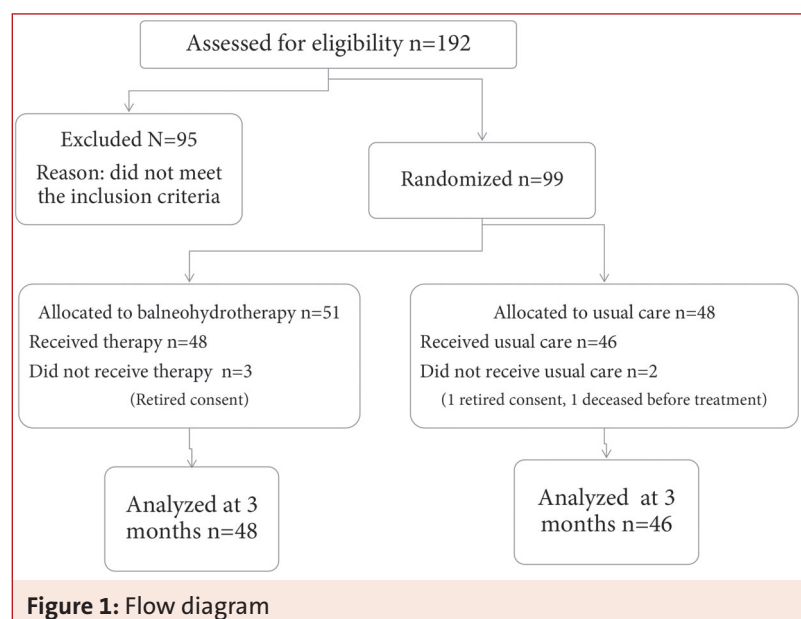 Assessed for eligibility n=192
Excluded N=95
Reason: did not meet
the inclusion criteria
Randomized n=99
Allocated to balneohydrotherapy n=51
Received therapy n=48
Did not receive therapy n=3
(Retired consent)
Allocated to usual care n=48
Received usual care n=46
Did not receive usual care n=2
(1 retired consent, 1 deceased before treatment)
Analyzed at 3
months n=48
Analyzed at 3
months n=46
Figure 1: Flow diagram